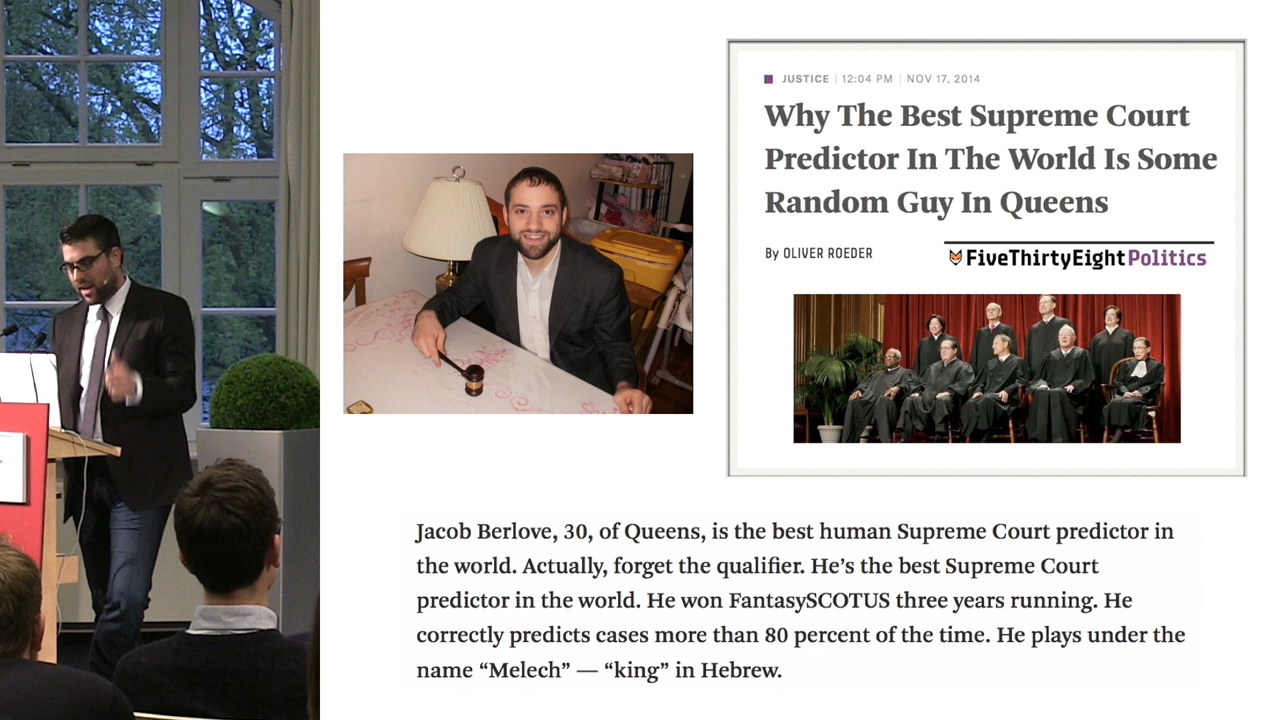 JUSTICE | 12:04 PM | NOV 17, 2014
Why The Best Supreme Court
Predictor In The World Is Some
Random Guy In Queens
By OLIVER ROEDER
FiveThirtyEight Politics
Jacob Berlove, 30, of Queens, is the best human Supreme Court predictor in
the world. Actually, forget the qualifier. He's the best Supreme Court
predictor in the world. He won FantasySCOTUS three years running. He
correctly predicts cases more than 80 percent of the time. He plays under the
name “Melech” — “king” in Hebrew.